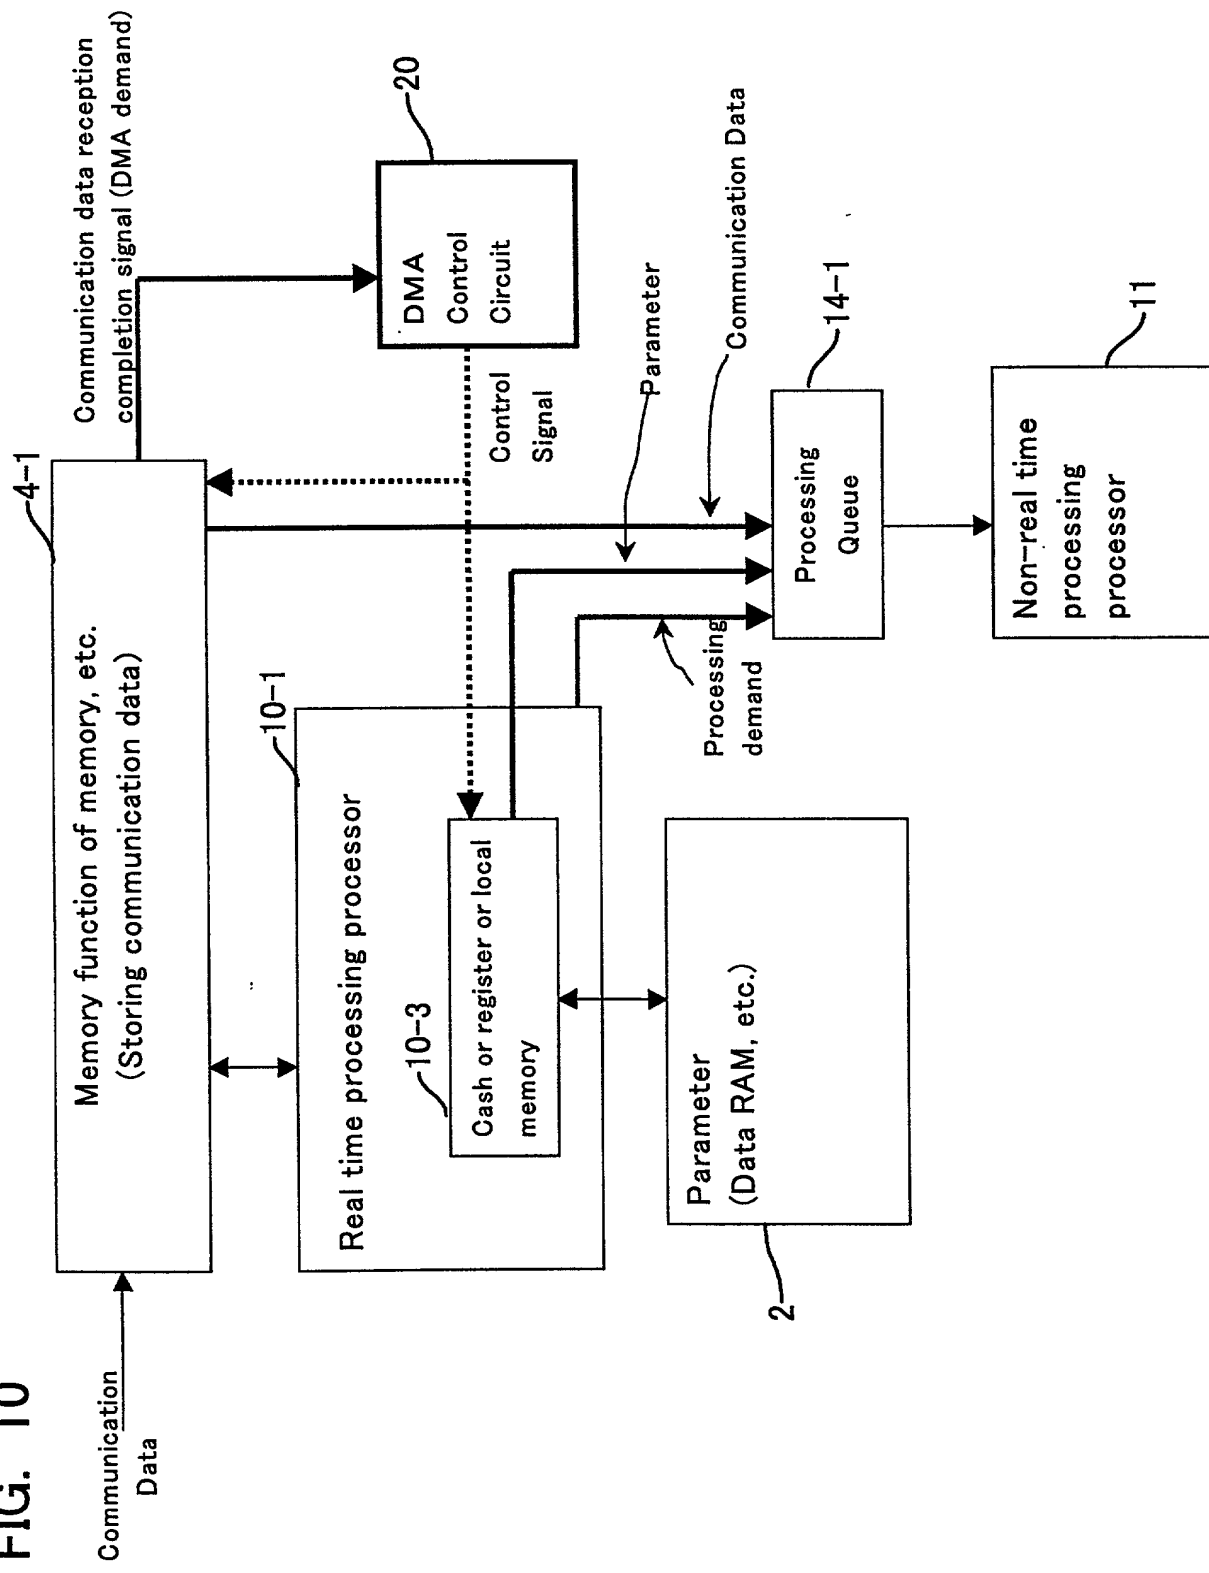 FIG. 10
Communication
Data
4-1
Memory function of memory, etc.
(Storing communication data)
Communication data reception
completion signal (DMA demand)
20
DMA
Control
Circuit
Control
Signal
10-1
Real time processing processor
10-3
Cash or register or local
memory
Parameter
Communication Data
Processing
demand
14-1
Processing
Queue
2
Parameter
(Data RAM, etc.)
11
Non-real time
processing
processor